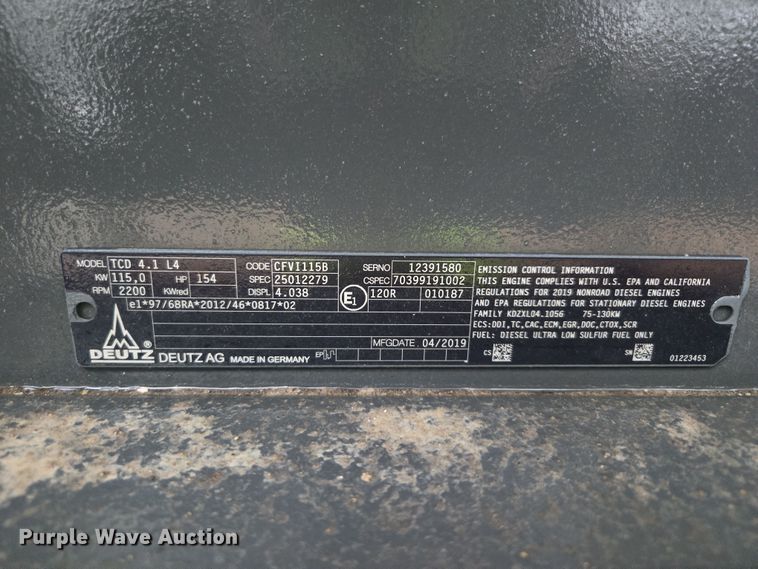 MODEL TCD 4.1 L4 CODE CFVI115B SERNO 12391580
KW 115,0 HP 154 SPEC 25012279 CSPEC 70399191002
RPM 2200 KWred DISPL 4.038 E1 120R 010187
e1*97/68RA*2012/46*0817*02
MFGDATE 04/2019
DEUTZ ® DEUTZ AG MADE IN GERMANY EP
EMISSION CONTROL INFORMATION
THIS ENGINE COMPLIES WITH U.S. EPA AND CALIFORNIA
REGULATIONS FOR 2019 NONROAD DIESEL ENGINES
AND EPA REGULATIONS FOR STATIONARY DIESEL ENGINES
FAMILY KDZXL04.1056 75-130KW
ECS: DDI,TC,CAC,ECM,EGR,DOC,CTOX,SCR
FUEL: DIESEL ULTRA LOW SULFUR FUEL ONLY
CS SN 01223453
Purple Wave Auction